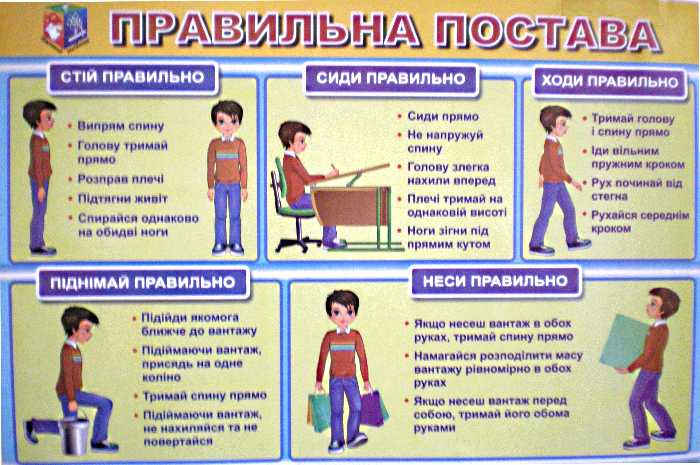 ПРАВИЛЬНА ПОСТАВА
СТІЙ ПРАВИЛЬНО
• Випрям спину
• Голову тримай
прямо
• Розправ плечі
• Підтягни живіт
• Спирайся однаково
на обидві ноги
СИДИ ПРАВИЛЬНО
• Сиди прямо
• Не напружуй
спину
• Голову злегка
нахили вперед
• Плечі тримай на
однаковій висоті
• Ноги зігни під
прямим кутом
ХОДИ ПРАВИЛЬНО
• Тримай голову
і спину прямо
• Іди вільним
пружним кроком
• Рух починай від
стегна
• Рухайся середнім
кроком
ПІДНІМАЙ ПРАВИЛЬНО
• Підійди якомога
ближче до вантажу
• Підіймаючи вантаж,
присядь на одне
коліно
• Тримай спину прямо
• Підіймаючи вантаж,
не нахиляйся та не
повертайся
НЕСИ ПРАВИЛЬНО
• Якщо несеш вантаж в обох
руках, тримай спину прямо
• Намагайся розподілити масу
вантажу рівномірно в обох
руках
• Якщо несеш вантаж перед
собою, тримай його обома
руками